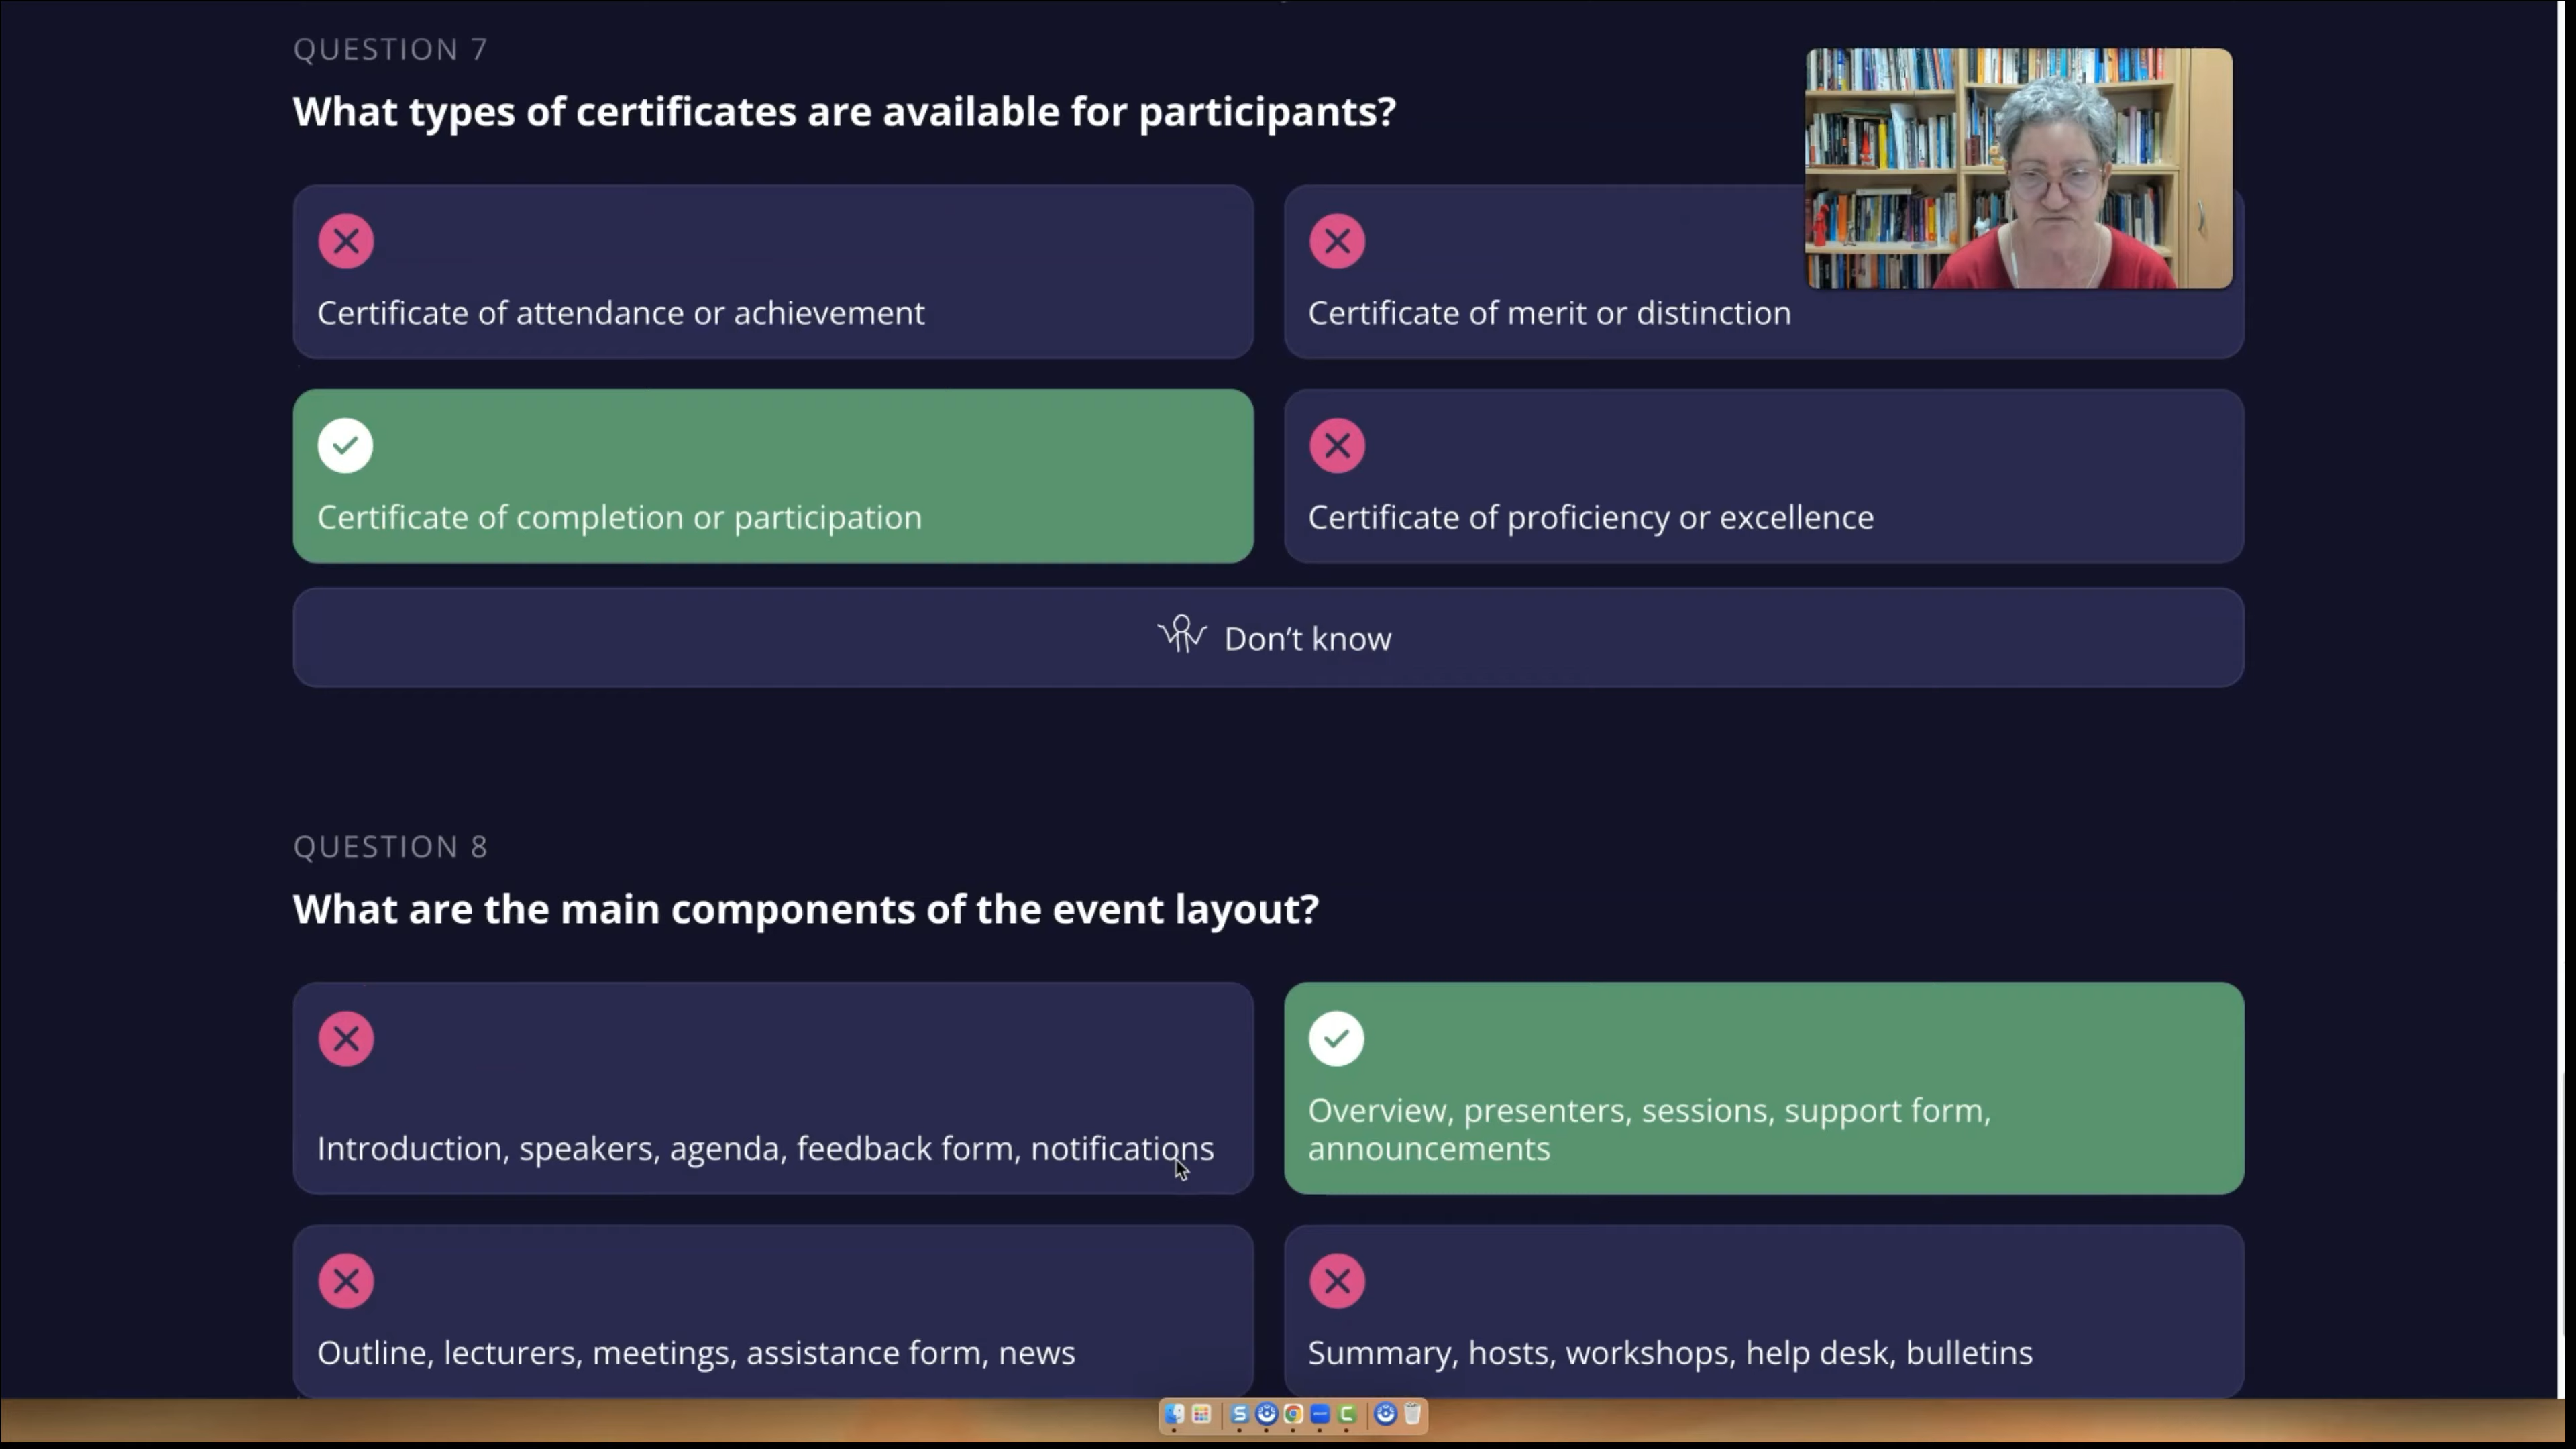 QUESTION 7
What types of certificates are available for participants?
Certificate of attendance or achievement
Certificate of merit or distinction
Certificate of completion or participation
Certificate of proficiency or excellence
Don't know
QUESTION 8
What are the main components of the event layout?
Introduction, speakers, agenda, feedback form, notifications
Overview, presenters, sessions, support form,
announcements
Outline, lecturers, meetings, assistance form, news
Summary, hosts, workshops, help desk, bulletins